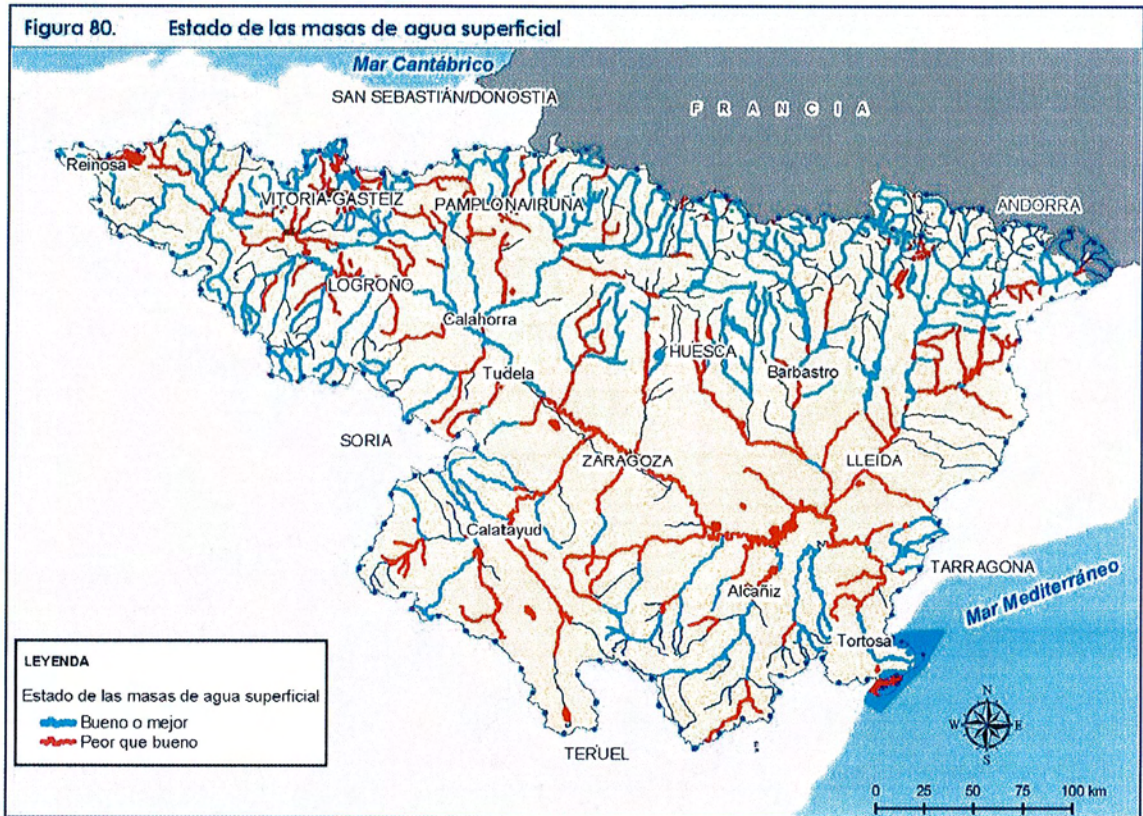 Figura 80. Estado de las masas de agua superficial
Mar Cantábrico
SAN SEBASTIÁN/DONOSTIA
FRANCIA
Reinosa
VITORIA-GASTEIZ
PAMPLONA/IRUÑA
ANDORRA
LOGROÑO
Calahorra
HUESCA
Tudela
Barbastro
SORIA
ZARAGOZA
LLEIDA
Calatayud
TARRAGONA
Alcañiz
Mar Mediterráneo
Tortosa
LEYENDA
Estado de las masas de agua superficial
Bueno o mejor
Peor que bueno
TERUEL
N
W E
S
0 25 50 75 100 km